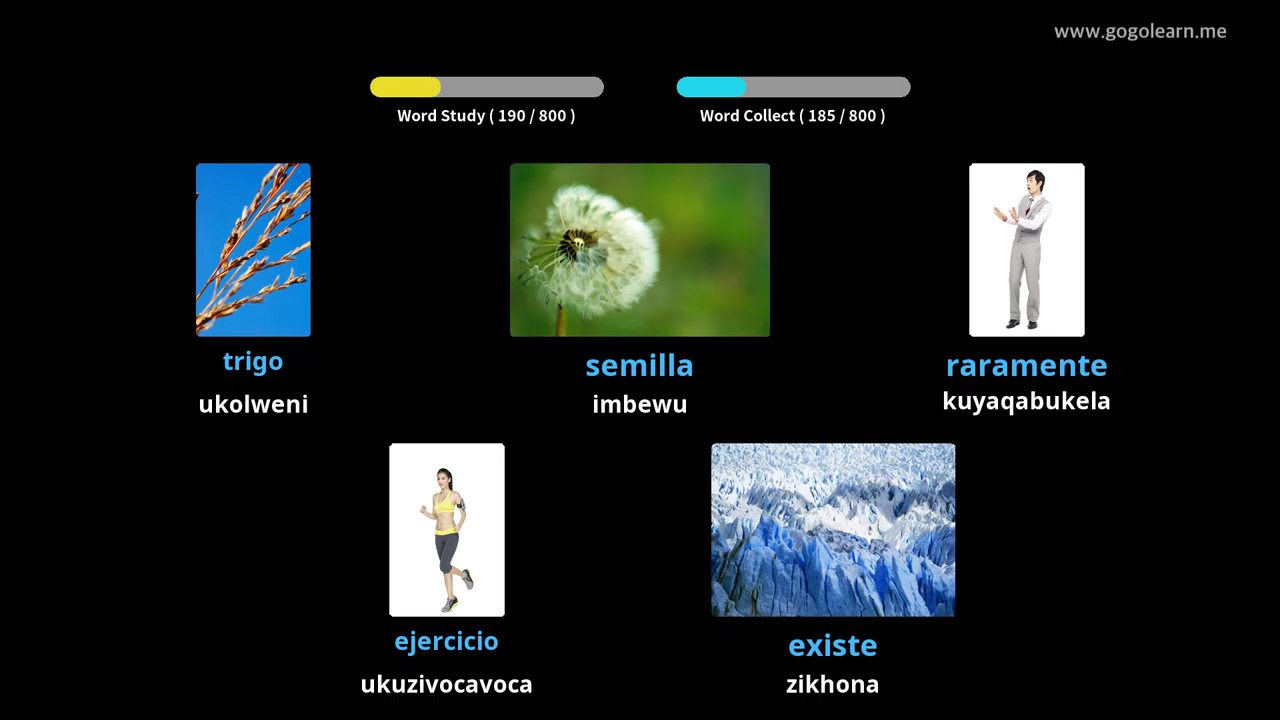 www.gogolearn.me
Word Study ( 190 / 800 )
Word Collect ( 185 / 800 )
trigo
ukolweni
semilla
imbewu
raramente
kuyaqabukela
ejercicio
ukuzivocavoca
existe
zikhona